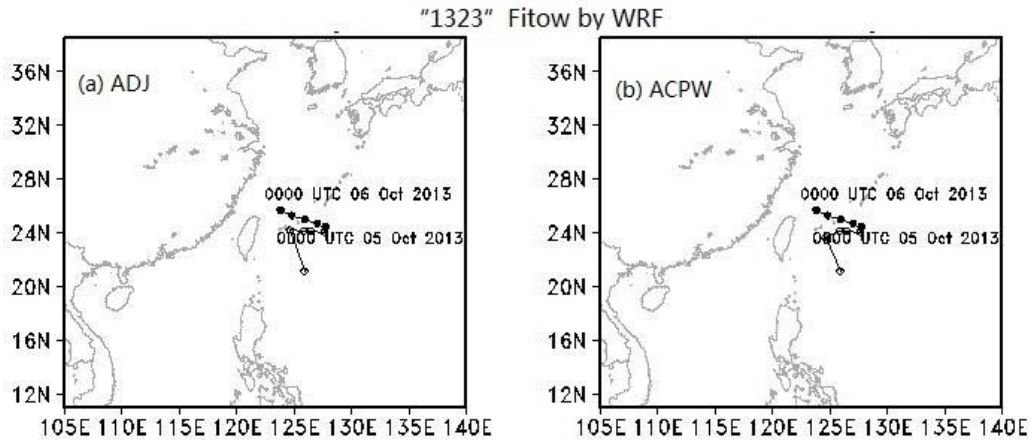 "1323" Fitow by WRF
(a) ADJ
36N
32N
28N
24N
20N
16N
12N
0000 UTC 06 Oct 2013
0000 UTC 05 Oct 2013
105E 110E 115E 120E 125E 130E 135E 140E
(b) ACPW
36N
32N
28N
24N
20N
16N
12N
0000 UTC 06 Oct 2013
0000 UTC 05 Oct 2013
105E 110E 115E 120E 125E 130E 135E 140E